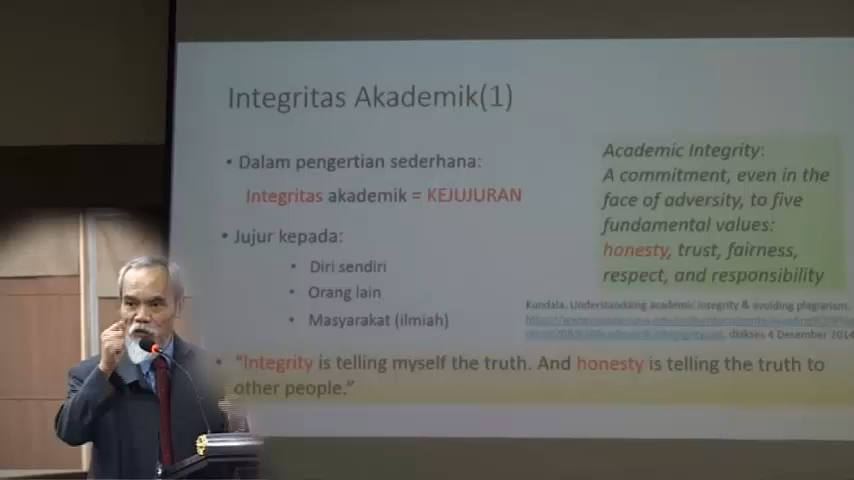 Integritas Akademik(1)
• Dalam pengertian sederhana:
Integritas akademik = KEJUJURAN
• Jujur kepada:
• Diri sendiri
• Orang lain
• Masyarakat (ilmiah)
Academic Integrity:
A commitment, even in the
face of adversity, to five
fundamental values:
honesty, trust, fairness,
respect, and responsibility
Kundala. Understanding academic integrity & avoiding plagiarism.
diakses 4 Desember 2014
• “Integrity is telling myself the truth. And honesty is telling the truth to
other people.”